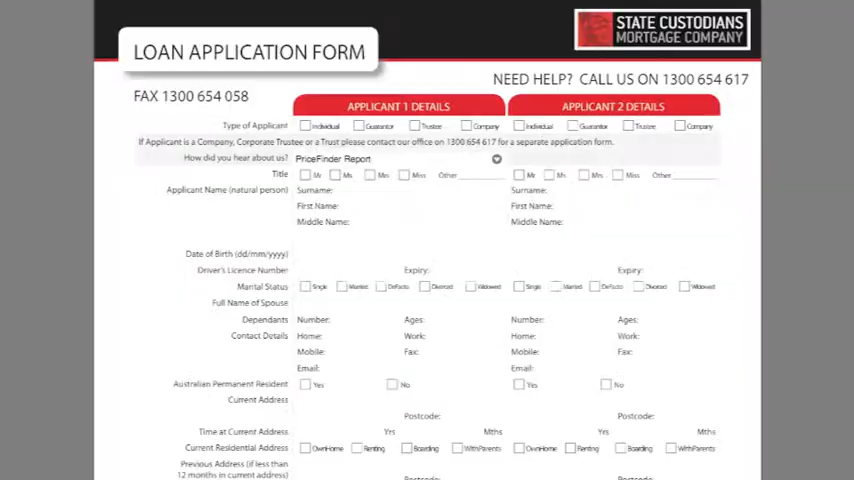 STATE CUSTODIANS
MORTGAGE COMPANY
LOAN APPLICATION FORM
NEED HELP? CALL US ON 1300 654 617
FAX 1300 654 058
APPLICANT 1 DETAILS APPLICANT 2 DETAILS
Type of Applicant Individual Guarantor Trustee Company Individual Guarantor Trustee Company
If Applicant is a Company, Corporate Trustee or a Trust please contact our office on 1300 654 617 for a separate application form.
How did you hear about us? PriceFinder Report
Title Mr Ms Mrs Miss Other Mr Ms Mrs Miss Other
Applicant Name (natural person) Surname: Surname:
First Name: First Name:
Middle Name: Middle Name:
Date of Birth (dd/mm/yyyy)
Driver's Licence Number Expiry: Expiry:
Marital Status Single Married DeFacto Divorced Widowed Single Married DeFacto Divorced Widowed
Full Name of Spouse
Dependants Number: Ages: Number: Ages:
Contact Details Home: Work: Home: Work:
Mobile: Fax: Mobile: Fax:
Email: Email:
Australian Permanent Resident Yes No Yes No
Current Address
Postcode: Postcode:
Time at Current Address Yrs Mths Yrs Mths
Current Residential Address OwnHome Renting Boarding WithParents OwnHome Renting Boarding WithParents
Previous Address (if less than
12 months in current address) Postcode: Postcode: